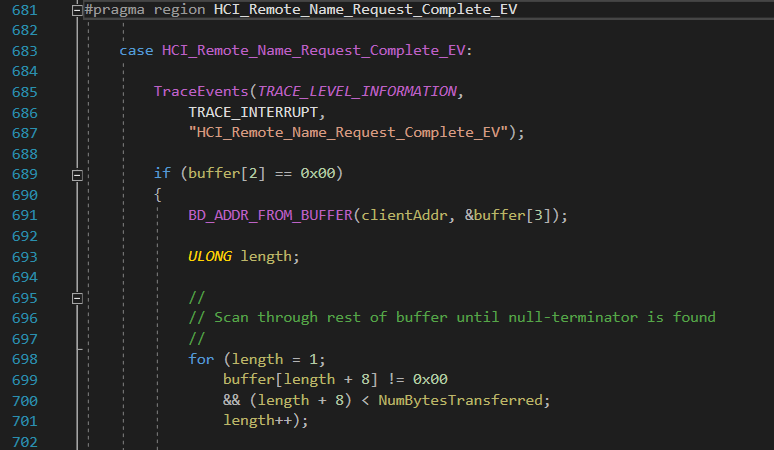 681 #pragma region HCI_Remote_Name_Request_Complete_EV
682
683 case HCI_Remote_Name_Request_Complete_EV:
684
685 TraceEvents(TRACE_LEVEL_INFORMATION,
686 TRACE_INTERRUPT,
687 "HCI_Remote_Name_Request_Complete_EV");
688
689 if (buffer[2] == 0x00)
690 {
691 BD_ADDR_FROM_BUFFER(clientAddr, &buffer[3]);
692
693 ULONG length;
694
695 //
696 // Scan through rest of buffer until null-terminator is found
697 //
698 for (length = 1;
699 buffer[length + 8] != 0x00
700 && (length + 8) < NumBytesTransferred;
701 length++);
702